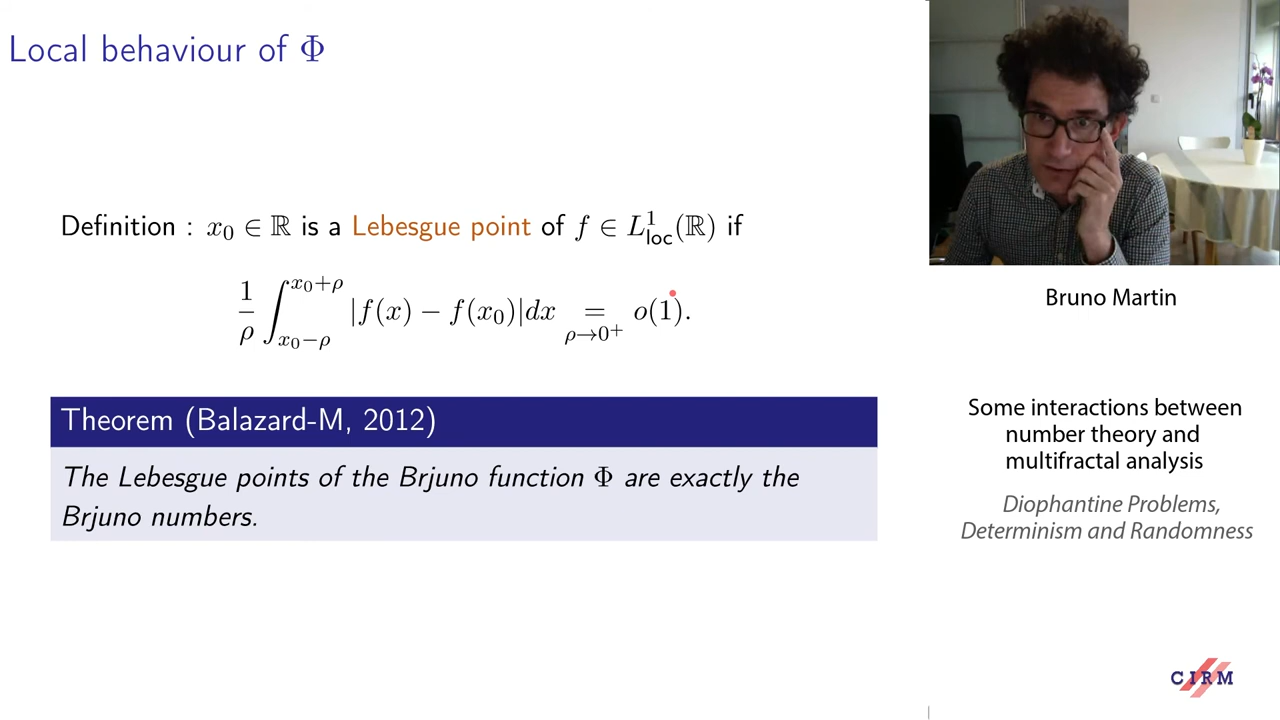 Local behaviour of Φ
Definition : x₀ ∈ ℝ is a Lebesgue point of f ∈ L¹_loc(ℝ) if
1/ρ ∫_{x₀−ρ}^{x₀+ρ} |f(x) − f(x₀)|dx =_{ρ→0⁺} o(1).
Theorem (Balazard-M, 2012)
The Lebesgue points of the Brjuno function Φ are exactly the
Brjuno numbers.
Bruno Martin
Some interactions between
number theory and
multifractal analysis
Diophantine Problems,
Determinism and Randomness
CIRM